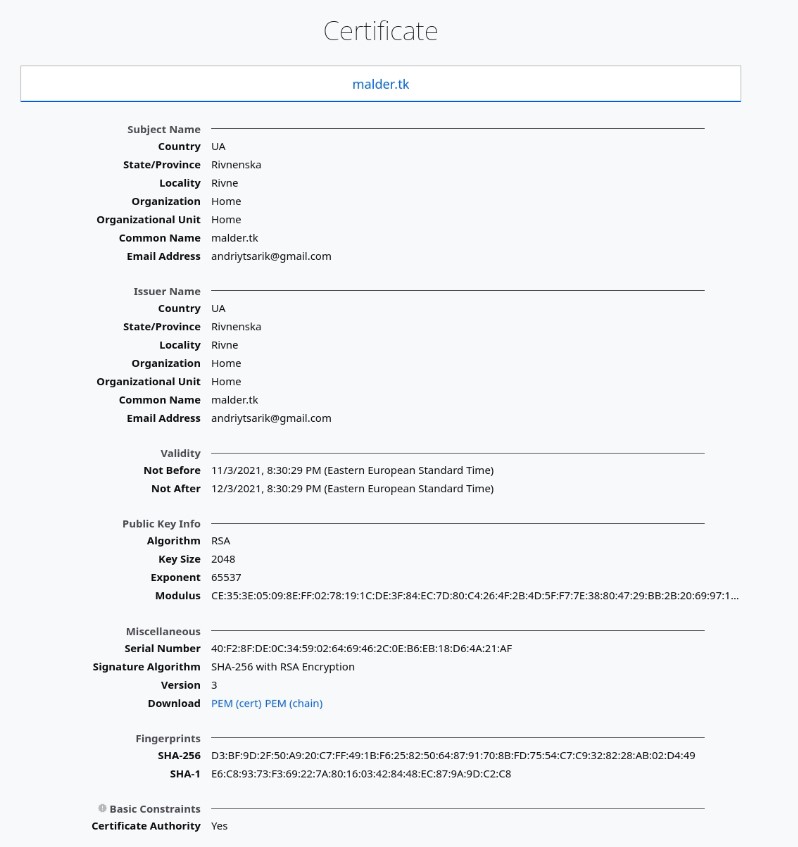 Certificate
malder.tk
Subject Name
Country UA
State/Province Rivnenska
Locality Rivne
Organization Home
Organizational Unit Home
Common Name malder.tk
Email Address andriytsarik@gmail.com
Issuer Name
Country UA
State/Province Rivnenska
Locality Rivne
Organization Home
Organizational Unit Home
Common Name malder.tk
Email Address andriytsarik@gmail.com
Validity
Not Before 11/3/2021, 8:30:29 PM (Eastern European Standard Time)
Not After 12/3/2021, 8:30:29 PM (Eastern European Standard Time)
Public Key Info
Algorithm RSA
Key Size 2048
Exponent 65537
Modulus CE:35:3E:05:09:8E:FF:02:78:19:1C:DE:3F:84:EC:7D:80:C4:26:4F:2B:4D:5F:F7:7E:38:80:47:29:BB:2B:20:69:97:1...
Miscellaneous
Serial Number 40:F2:8F:DE:0C:34:59:02:64:69:46:2C:0E:B6:EB:18:D6:4A:21:AF
Signature Algorithm SHA-256 with RSA Encryption
Version 3
Download PEM (cert) PEM (chain)
Fingerprints
SHA-256 D3:BF:9D:2F:50:A9:20:C7:FF:49:1B:F6:25:82:50:64:87:91:70:8B:FD:75:54:C7:C9:32:82:28:AB:02:D4:49
SHA-1 E6:C8:93:73:F3:69:22:7A:80:16:03:42:84:48:EC:87:9A:9D:C2:C8
Basic Constraints
Certificate Authority Yes